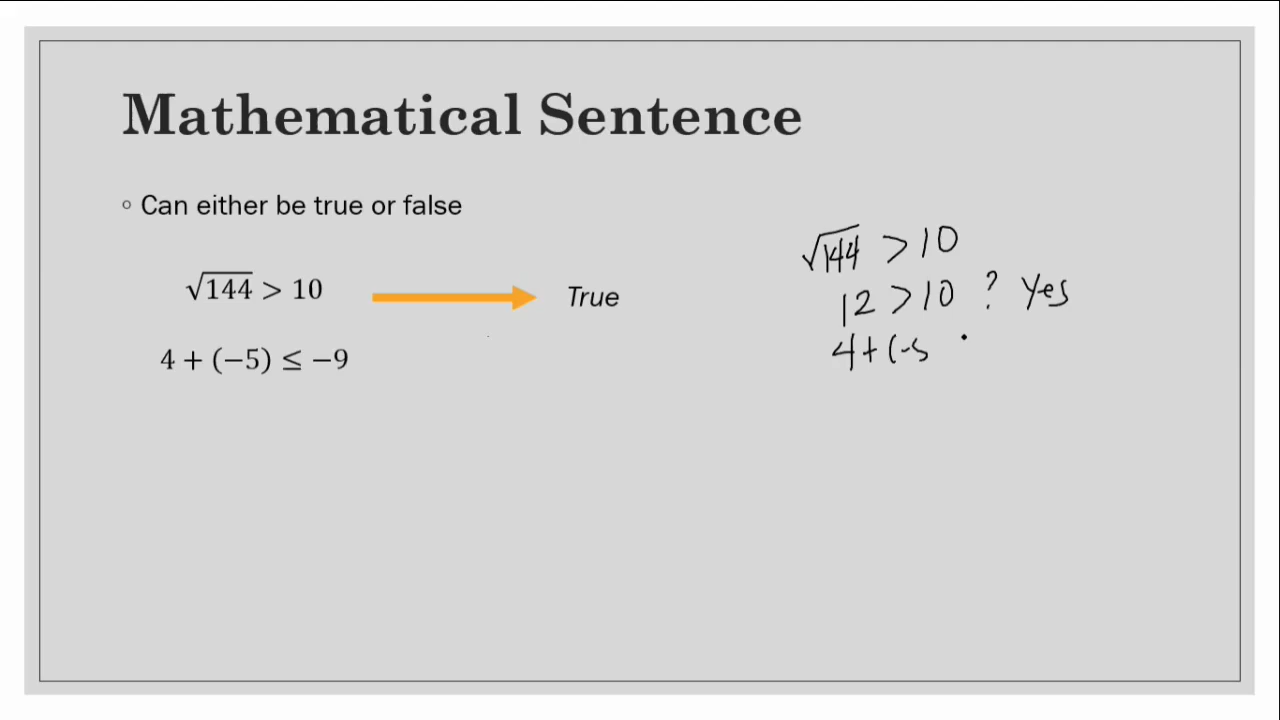 Mathematical Sentence
◦ Can either be true or false
√144 > 10
True
4 + (−5) ≤ −9
√144 > 10
12 > 10 ? Yes
4 + (-5